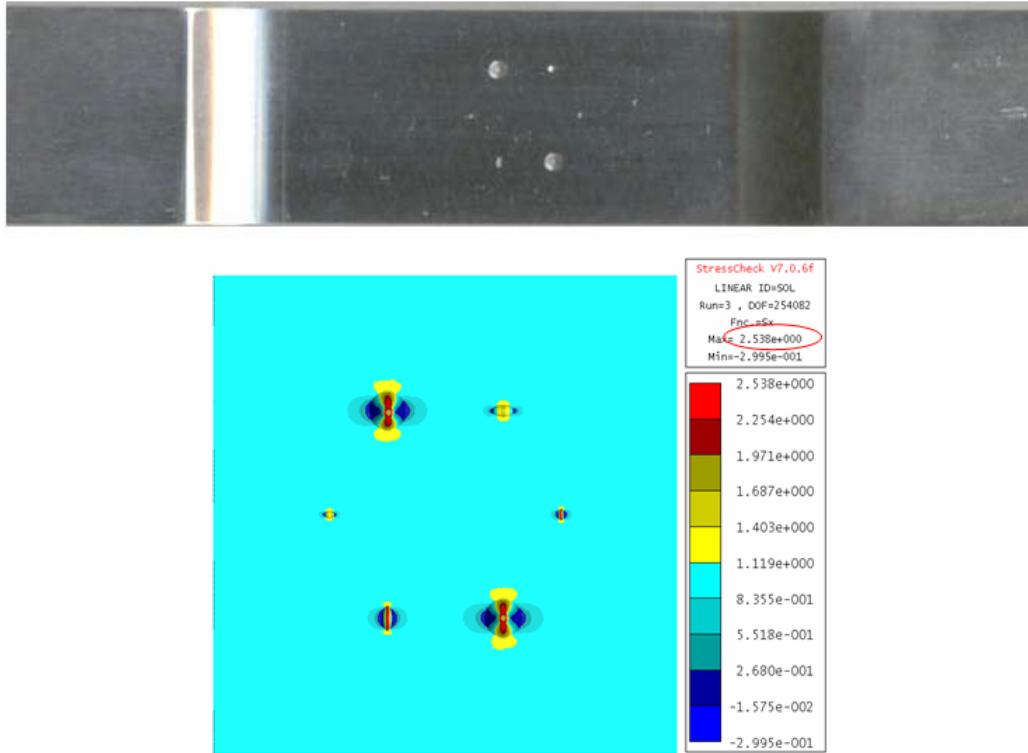 StressCheck V7.0.6f
LINEAR ID=SOL
Run=3 , DOF=254082
Fnc.=Sx
Max= 2.538e+000
Min=-2.995e-001
2.538e+000
2.254e+000
1.971e+000
1.687e+000
1.403e+000
1.119e+000
8.355e-001
5.518e-001
2.680e-001
-1.575e-002
-2.995e-001